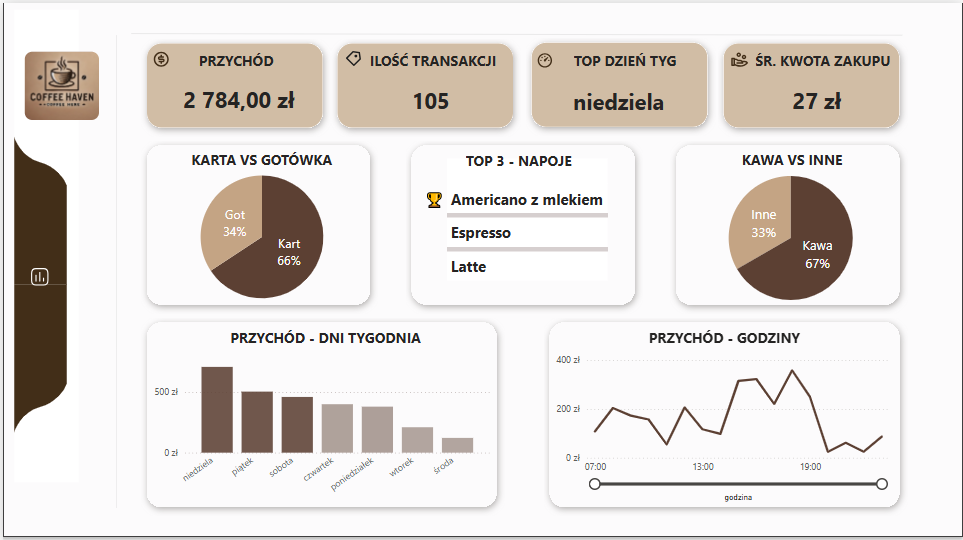 COFFEE HAVEN
COFFEE HERE
PRZYCHÓD
2 784,00 zł
ILOŚĆ TRANSAKCJI
105
TOP DZIEŃ TYG
niedziela
ŚR. KWOTA ZAKUPU
27 zł
KARTA VS GOTÓWKA
Got
34%
Kart
66%
TOP 3 - NAPOJE
Americano z mlekiem
Espresso
Latte
KAWA VS INNE
Inne
33%
Kawa
67%
PRZYCHÓD - DNI TYGODNIA
500 zł
0 zł
niedziela
piątek
sobota
czwartek
poniedziałek
wtorek
środa
PRZYCHÓD - GODZINY
400 zł
200 zł
0 zł
07:00
13:00
19:00
godzina